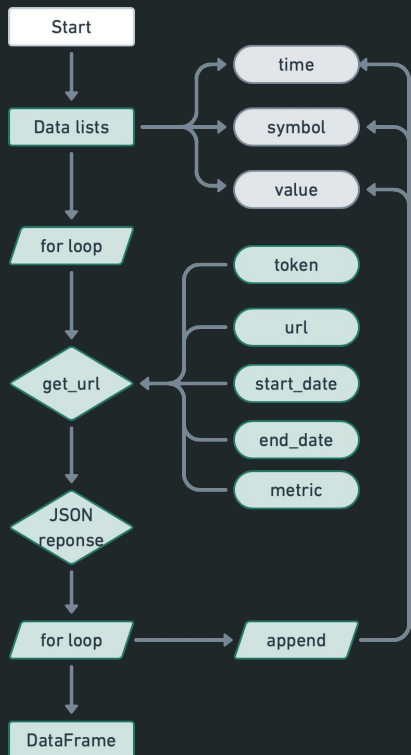 Start
time
Data lists
symbol
value
for loop
token
url
get_url
start_date
end_date
metric
JSON
reponse
for loop
append
DataFrame